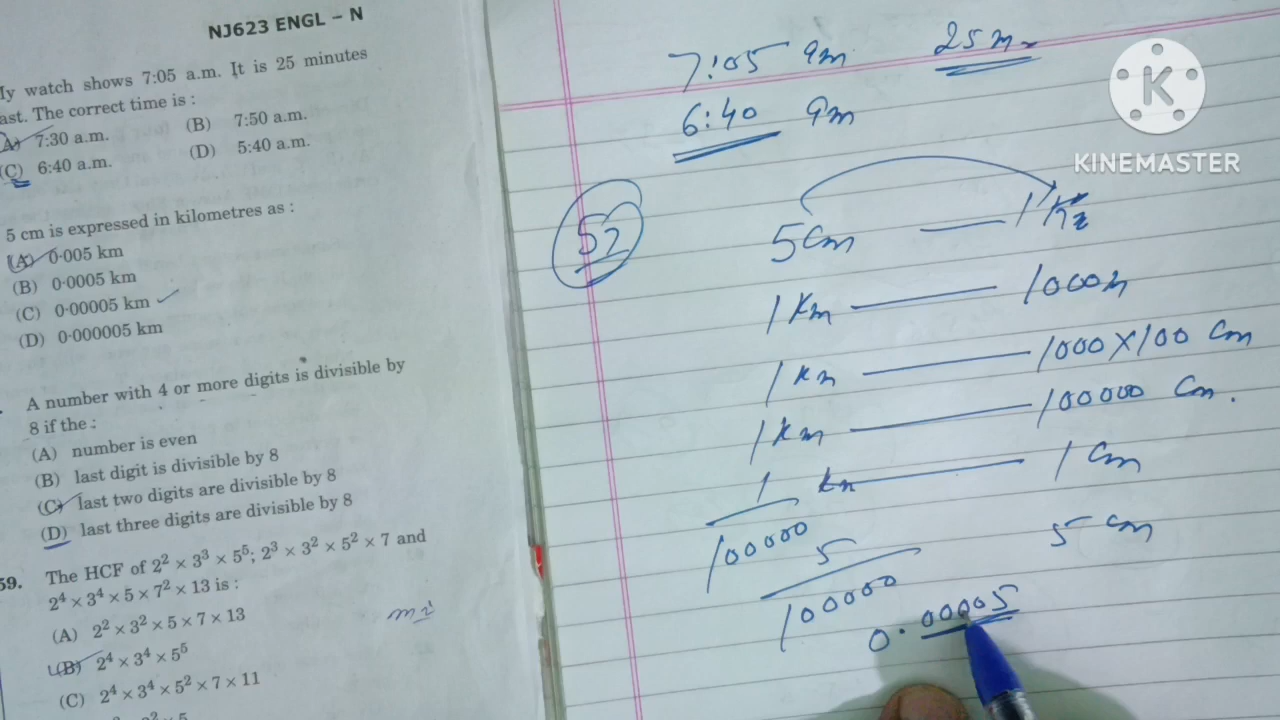 NJ623 ENGL – N
My watch shows 7:05 a.m. It is 25 minutes
fast. The correct time is :
(A) 7:30 a.m. (B) 7:50 a.m.
(C) 6:40 a.m. (D) 5:40 a.m.
5 cm is expressed in kilometres as :
(A) 0·005 km
(B) 0·0005 km
(C) 0·00005 km
(D) 0·000005 km
A number with 4 or more digits is divisible by
8 if the :
(A) number is even
(B) last digit is divisible by 8
(C) last two digits are divisible by 8
(D) last three digits are divisible by 8
59. The HCF of 2² × 3³ × 5⁵; 2³ × 3² × 5² × 7 and
2⁴ × 3⁴ × 5 × 7² × 13 is :
(A) 2² × 3² × 5 × 7 × 13
(B) 2⁴ × 3⁴ × 5⁵
(C) 2⁴ × 3⁴ × 5² × 7 × 11
7:05 am 25 m
6:40 am
KINEMASTER
57
5 cm — 1 k
1 Km — 1000 m
1 km — 1000 × 100 Cm
1 km — 100000 Cm.
1/100000 km — 1 Cm
5/100000 5 cm
0.00005